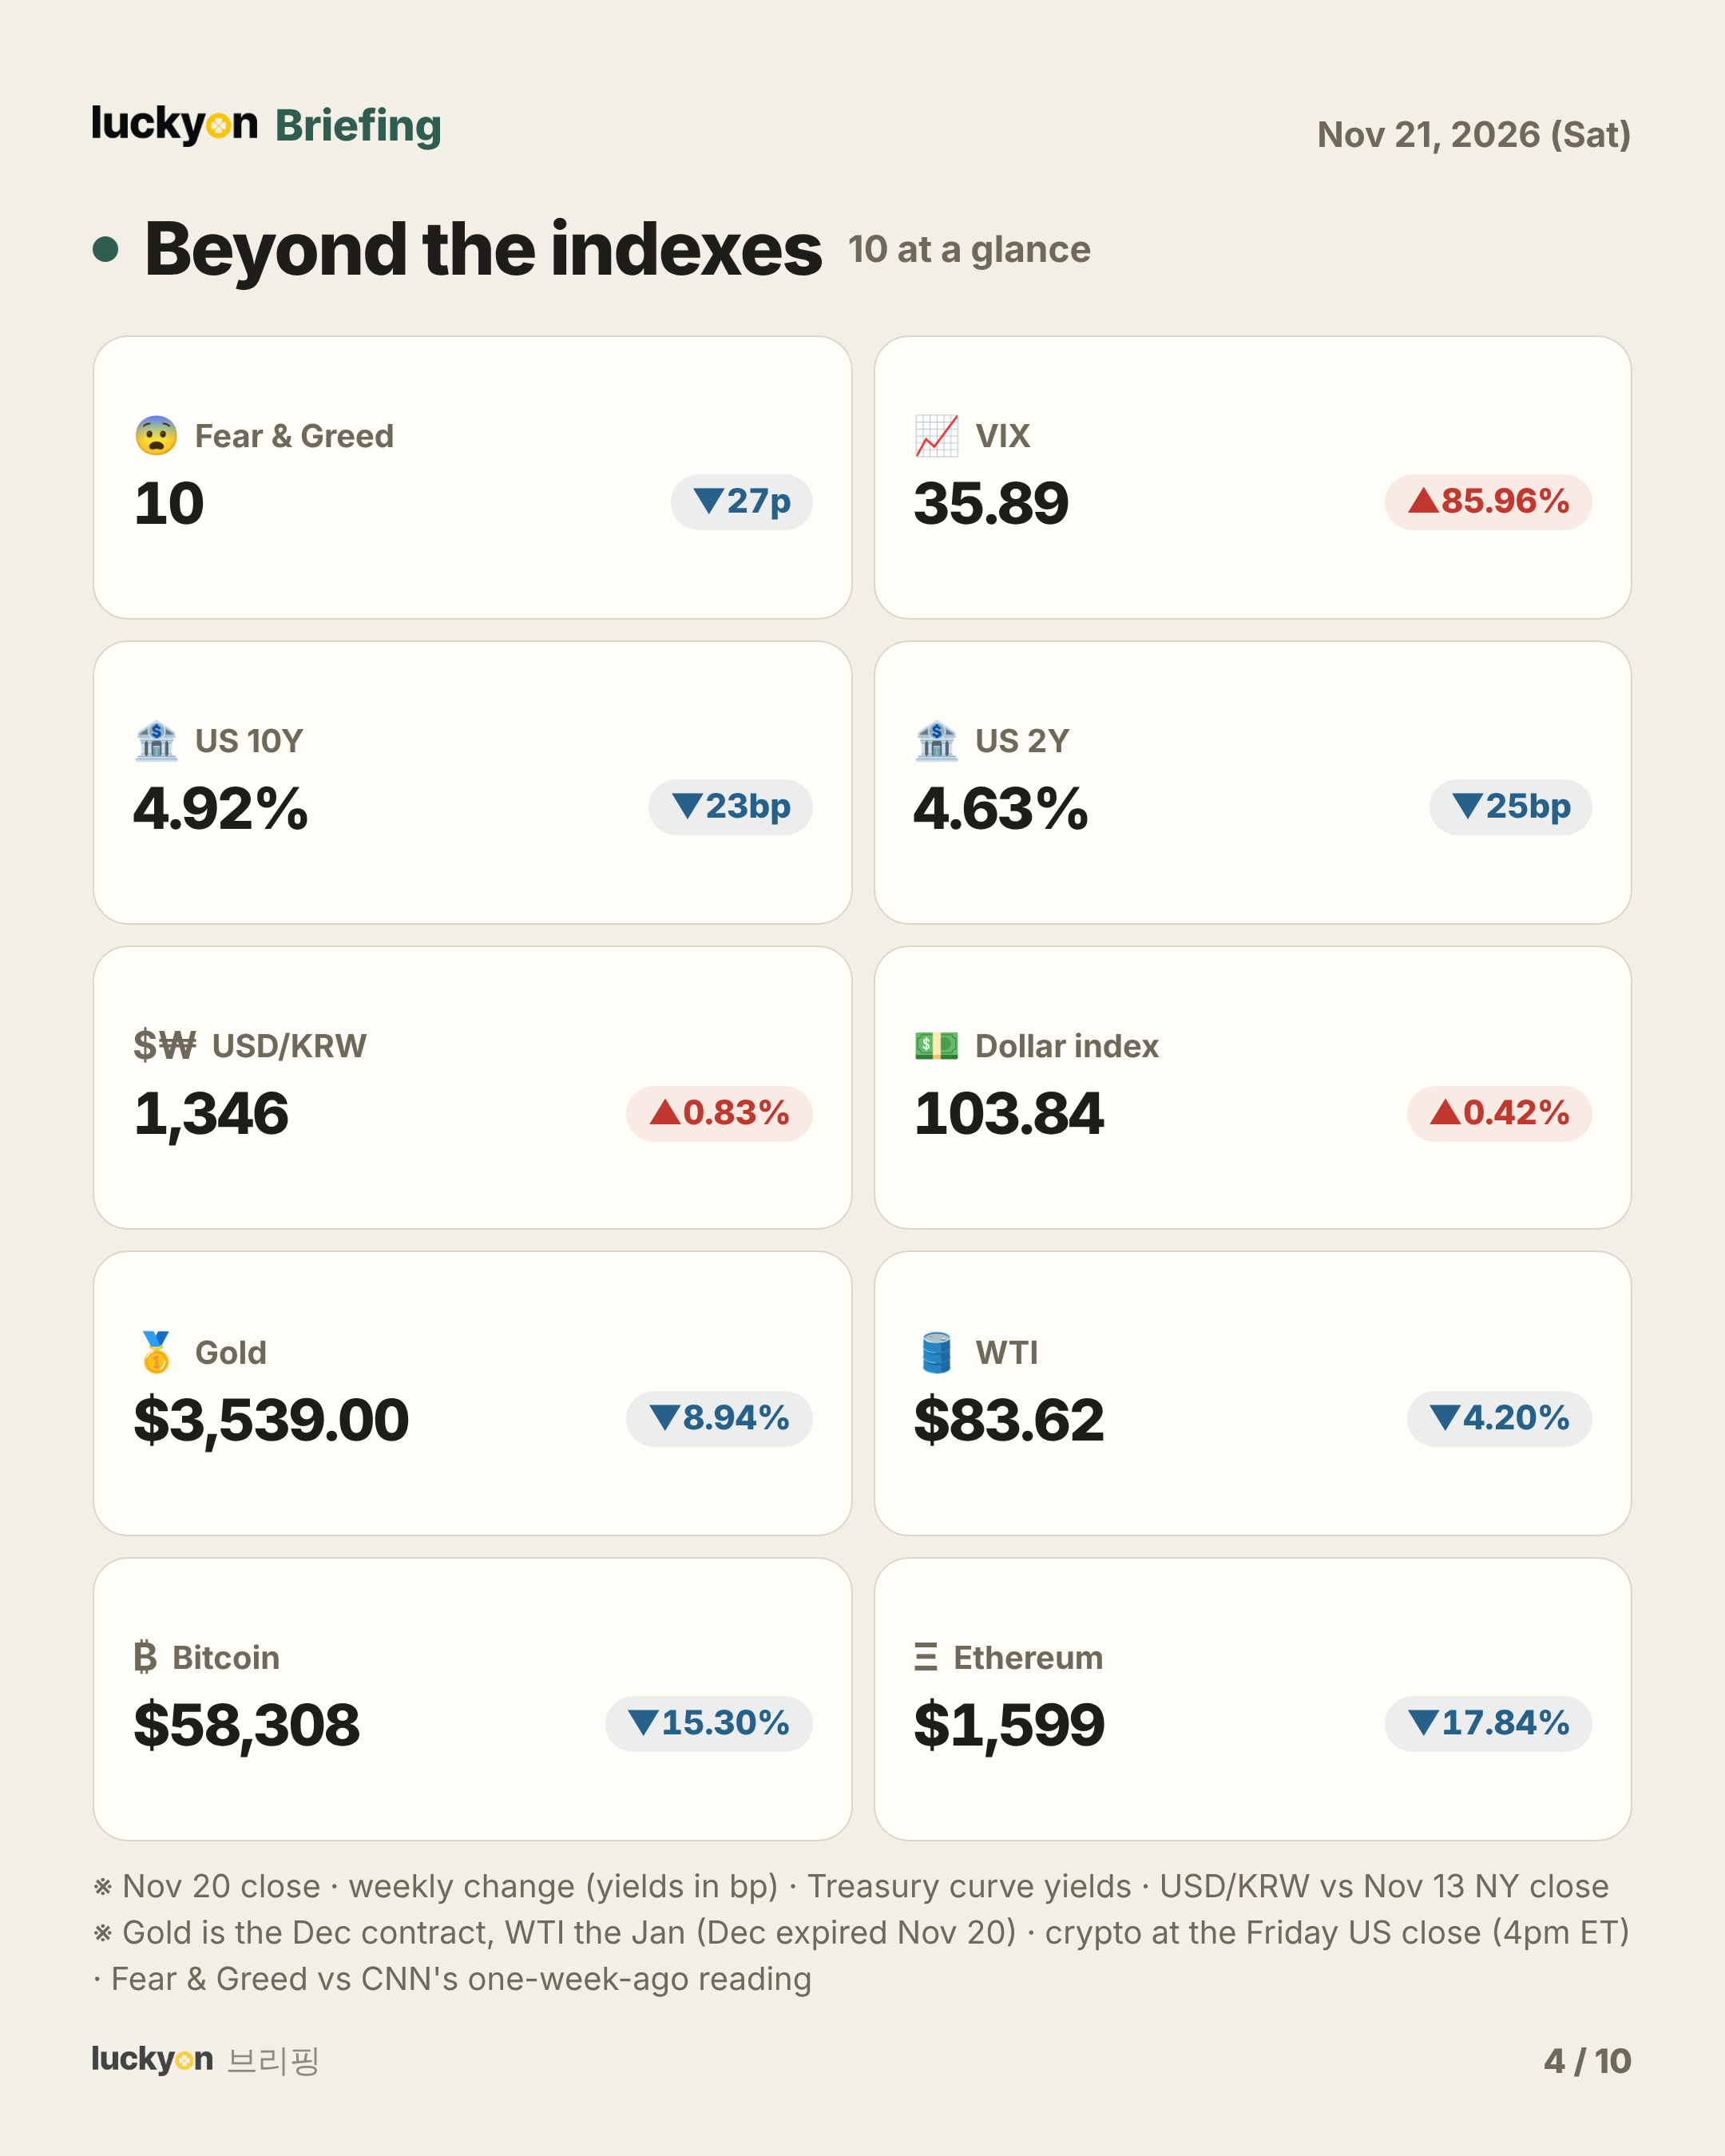 luckyon Briefing
Nov 21, 2026 (Sat)
Beyond the indexes 10 at a glance
😨 Fear & Greed
10 ▼27p
📈 VIX
35.89 ▲85.96%
🏦 US 10Y
4.92% ▼23bp
🏦 US 2Y
4.63% ▼25bp
$₩ USD/KRW
1,346 ▲0.83%
💵 Dollar index
103.84 ▲0.42%
🥇 Gold
$3,539.00 ▼8.94%
🛢️ WTI
$83.62 ▼4.20%
₿ Bitcoin
$58,308 ▼15.30%
Ξ Ethereum
$1,599 ▼17.84%
※ Nov 20 close · weekly change (yields in bp) · Treasury curve yields · USD/KRW vs Nov 13 NY close
※ Gold is the Dec contract, WTI the Jan (Dec expired Nov 20) · crypto at the Friday US close (4pm ET)
· Fear & Greed vs CNN's one-week-ago reading
luckyon 브리핑
4 / 10